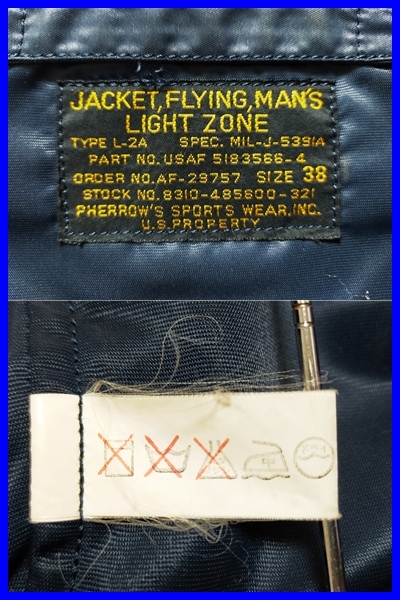 JACKET,FLYING,MAN'S
LIGHT ZONE
TYPE L-2A SPEC. MIL-J-5391A
PART NO. USAF 5183566-4
ORDER NO. AF-29757 SIZE 38
STOCK NO. 8310-485600-321
PHERROW'S SPORTS WEAR, INC.
U.S. PROPERTY